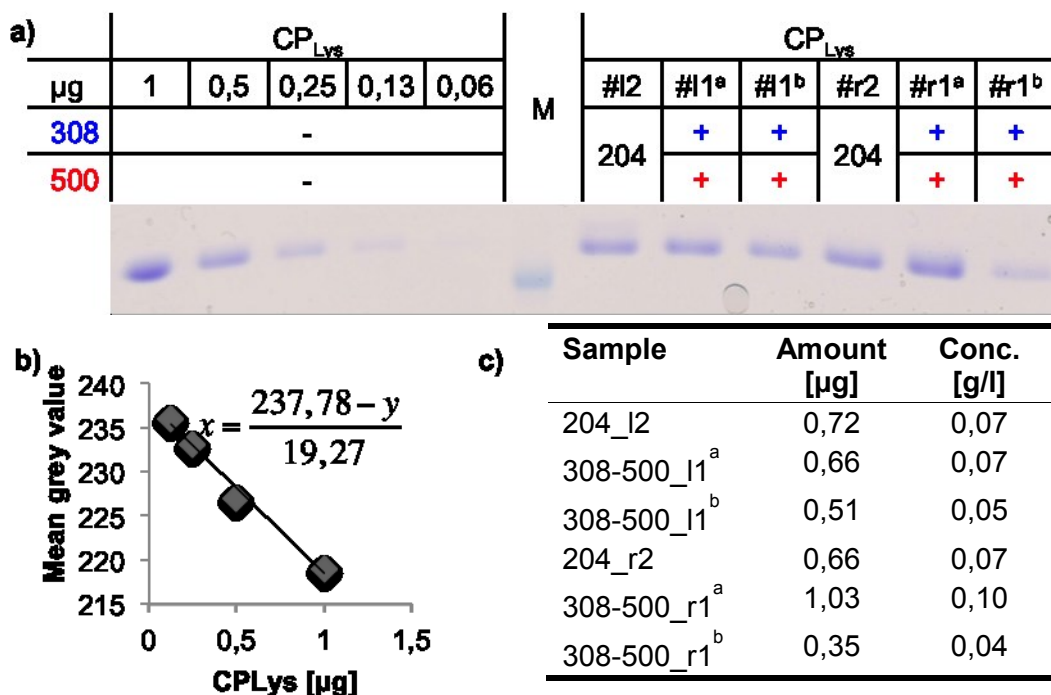 a)
CP_Lys CP_Lys
µg 1 0,5 0,25 0,13 0,06 M #l2 #l1ᵃ #l1ᵇ #r2 #r1ᵃ #r1ᵇ
308 - 204 + + 204 + +
500 - + + + +
b)
Mean grey value
240
235
230
225
220
215
0 0,5 1 1,5
CPLys [µg]
x = (237,78 − y) / 19,27
c)
Sample Amount [µg] Conc. [g/l]
204_l2 0,72 0,07
308-500_l1ᵃ 0,66 0,07
308-500_l1ᵇ 0,51 0,05
204_r2 0,66 0,07
308-500_r1ᵃ 1,03 0,10
308-500_r1ᵇ 0,35 0,04